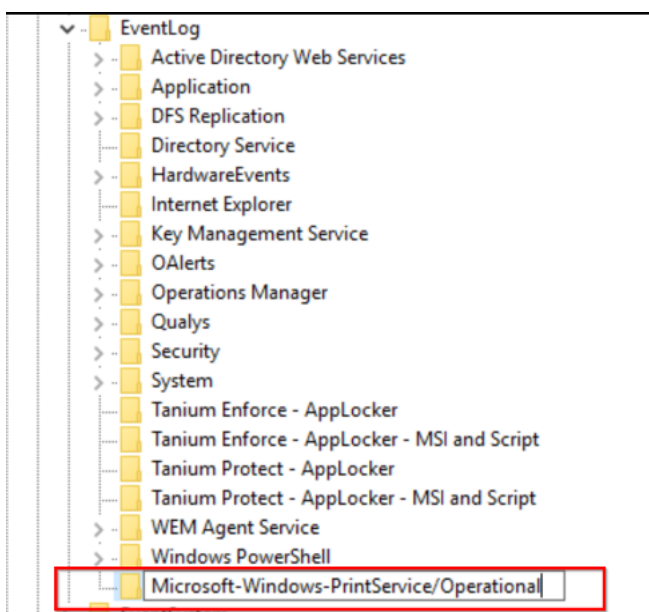 EventLog
Active Directory Web Services
Application
DFS Replication
Directory Service
HardwareEvents
Internet Explorer
Key Management Service
OAlerts
Operations Manager
Qualys
Security
System
Tanium Enforce - AppLocker
Tanium Enforce - AppLocker - MSI and Script
Tanium Protect - AppLocker
Tanium Protect - AppLocker - MSI and Script
WEM Agent Service
Windows PowerShell
Microsoft-Windows-PrintService/Operational